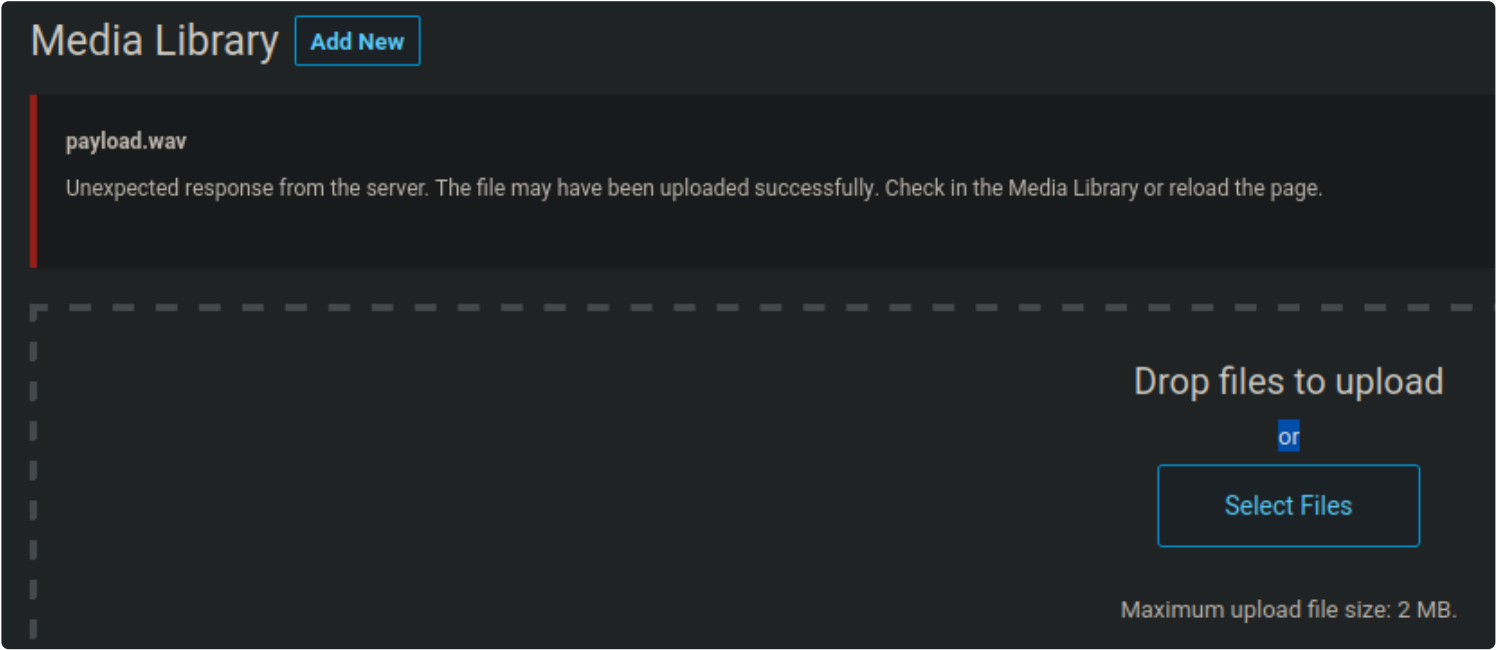 Media Library Add New
payload.wav
Unexpected response from the server. The file may have been uploaded successfully. Check in the Media Library or reload the page.
Drop files to upload
or
Select Files
Maximum upload file size: 2 MB.